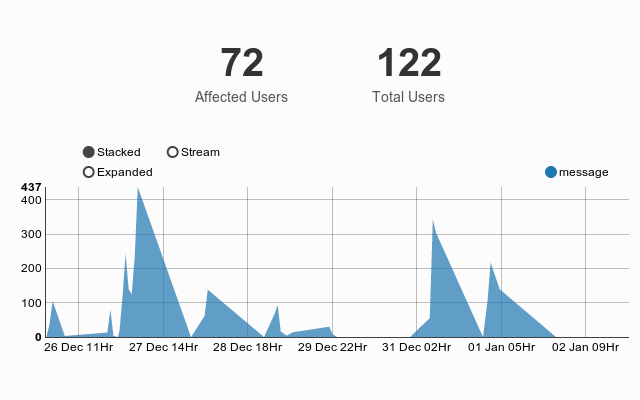 72 122
Affected Users Total Users
Stacked Stream
Expanded message
437
400
300
200
100
0
26 Dec 11Hr 27 Dec 14Hr 28 Dec 18Hr 29 Dec 22Hr 31 Dec 02Hr 01 Jan 05Hr 02 Jan 09Hr